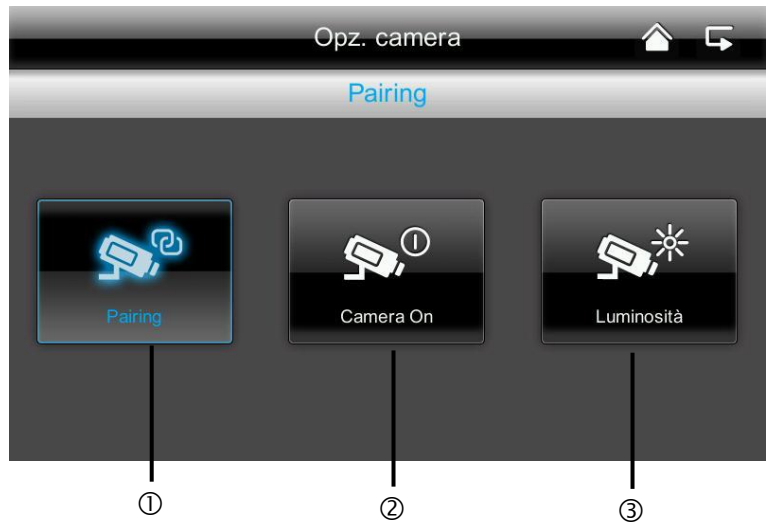 Opz. camera
Pairing
Pairing
Camera On
Luminosità
① ② ③